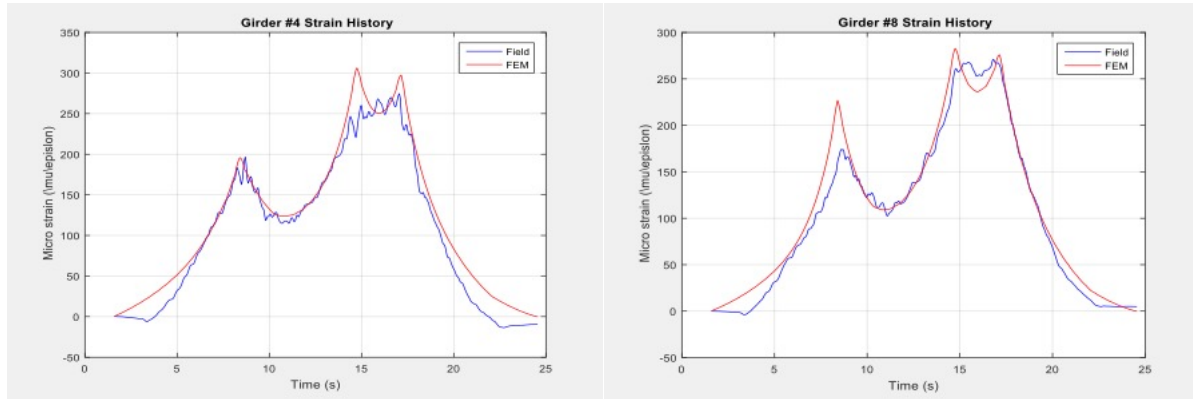 Girder #4 Strain History
350
300
250
200
150
100
50
0
-50
Micro strain (\mu\epislon)
0 5 10 15 20 25
Time (s)
Field
FEM
Girder #8 Strain History
300
250
200
150
100
50
0
-50
Micro strain (\mu\epislon)
0 5 10 15 20 25
Time (s)
Field
FEM